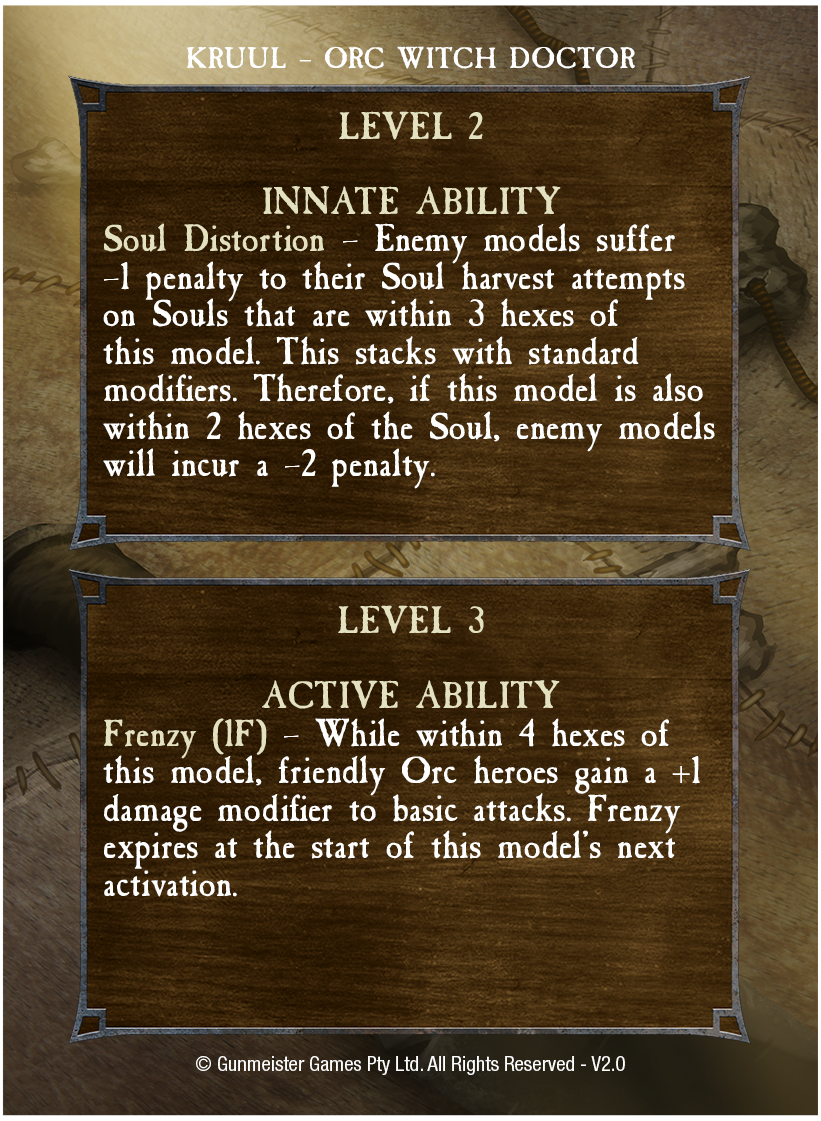 KRUUL – ORC WITCH DOCTOR
LEVEL 2
INNATE ABILITY
Soul Distortion – Enemy models suffer
–1 penalty to their Soul harvest attempts
on Souls that are within 3 hexes of
this model. This stacks with standard
modifiers. Therefore, if this model is also
within 2 hexes of the Soul, enemy models
will incur a –2 penalty.
LEVEL 3
ACTIVE ABILITY
Frenzy (1F) – While within 4 hexes of
this model, friendly Orc heroes gain a +1
damage modifier to basic attacks. Frenzy
expires at the start of this model's next
activation.
© Gunmeister Games Pty Ltd. All Rights Reserved - V2.0